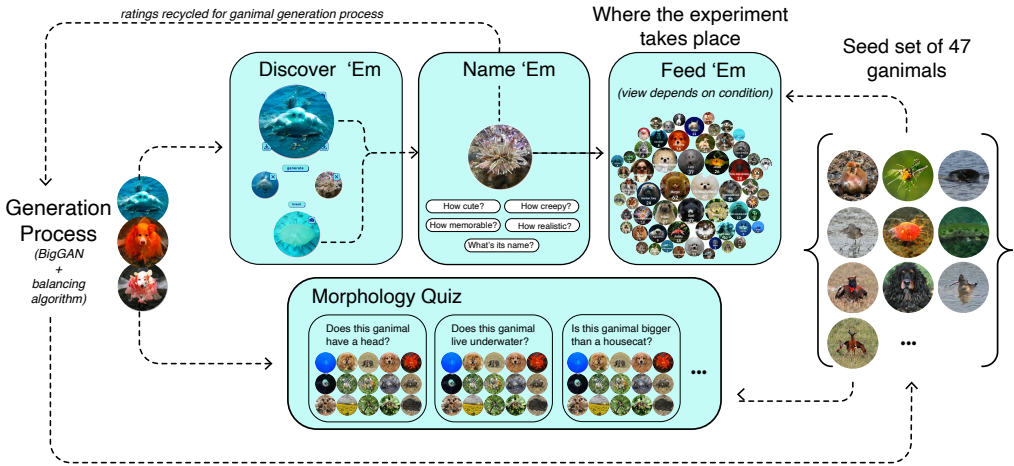 ratings recycled for ganimal generation process
Where the experiment
takes place
Seed set of 47
ganimals
Discover ‘Em
Name ‘Em
Feed ‘Em
(view depends on condition)
generate
How cute?
How creepy?
How memorable?
How realistic?
What's its name?
Generation
Process
(BigGAN
+
balancing
algorithm)
Morphology Quiz
Does this ganimal
have a head?
Does this ganimal
live underwater?
Is this ganimal bigger
than a housecat?
...
...